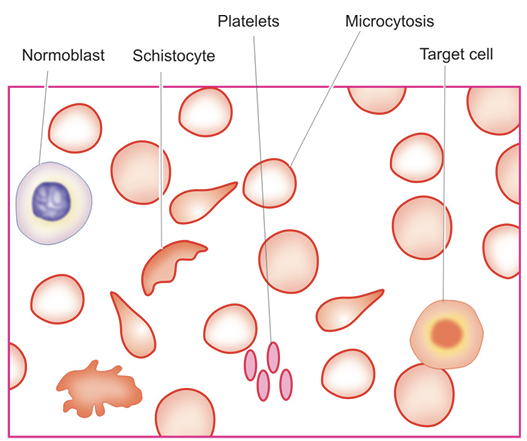 Platelets
Microcytosis
Normoblast
Schistocyte
Target cell